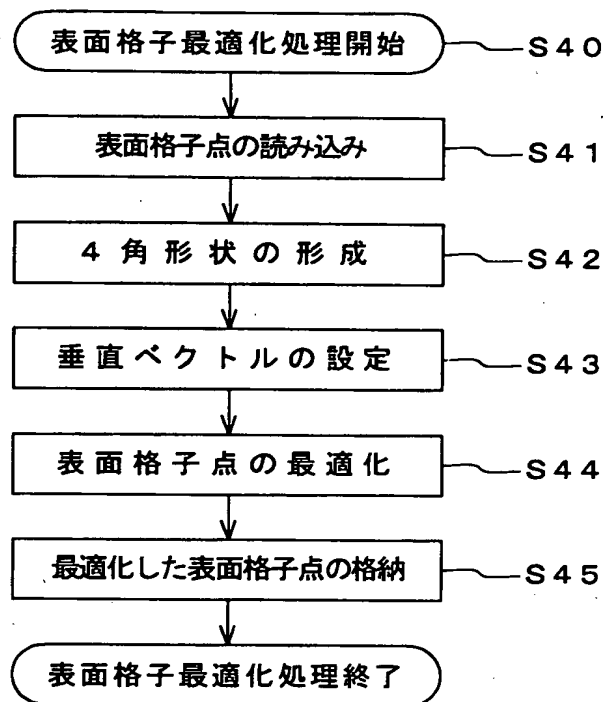 表面格子最適化処理開始 S40
表面格子点の読み込み S41
4角形状の形成 S42
垂直ベクトルの設定 S43
表面格子点の最適化 S44
最適化した表面格子点の格納 S45
表面格子最適化処理終了